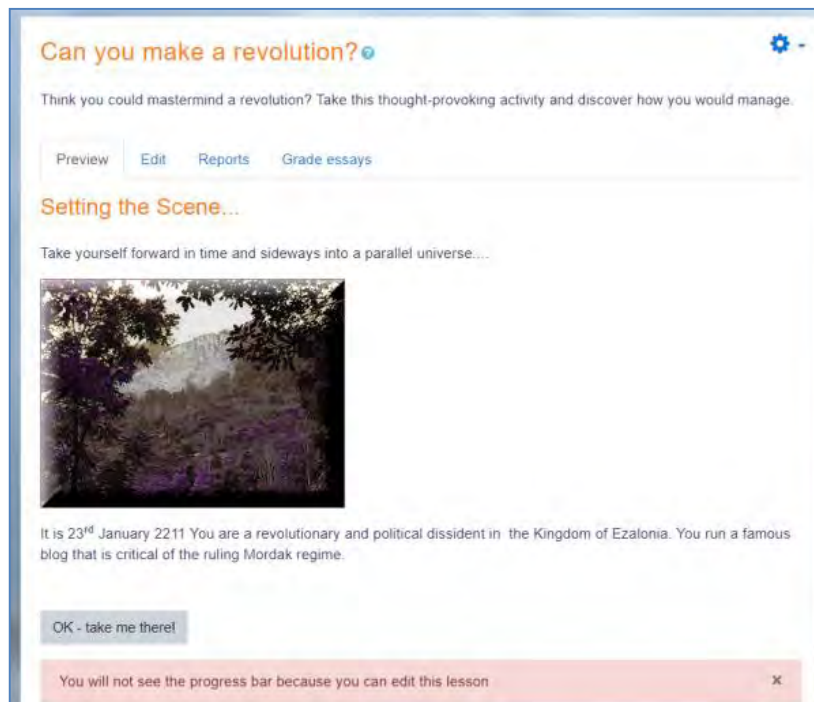 Can you make a revolution?
Think you could mastermind a revolution? Take this thought-provoking activity and discover how you would manage.
Preview Edit Reports Grade essays
Setting the Scene...
Take yourself forward in time and sideways into a parallel universe....
It is 23rd January 2211 You are a revolutionary and political dissident in the Kingdom of Ezalonia. You run a famous
blog that is critical of the ruling Mordak regime.
OK - take me there!
You will not see the progress bar because you can edit this lesson x